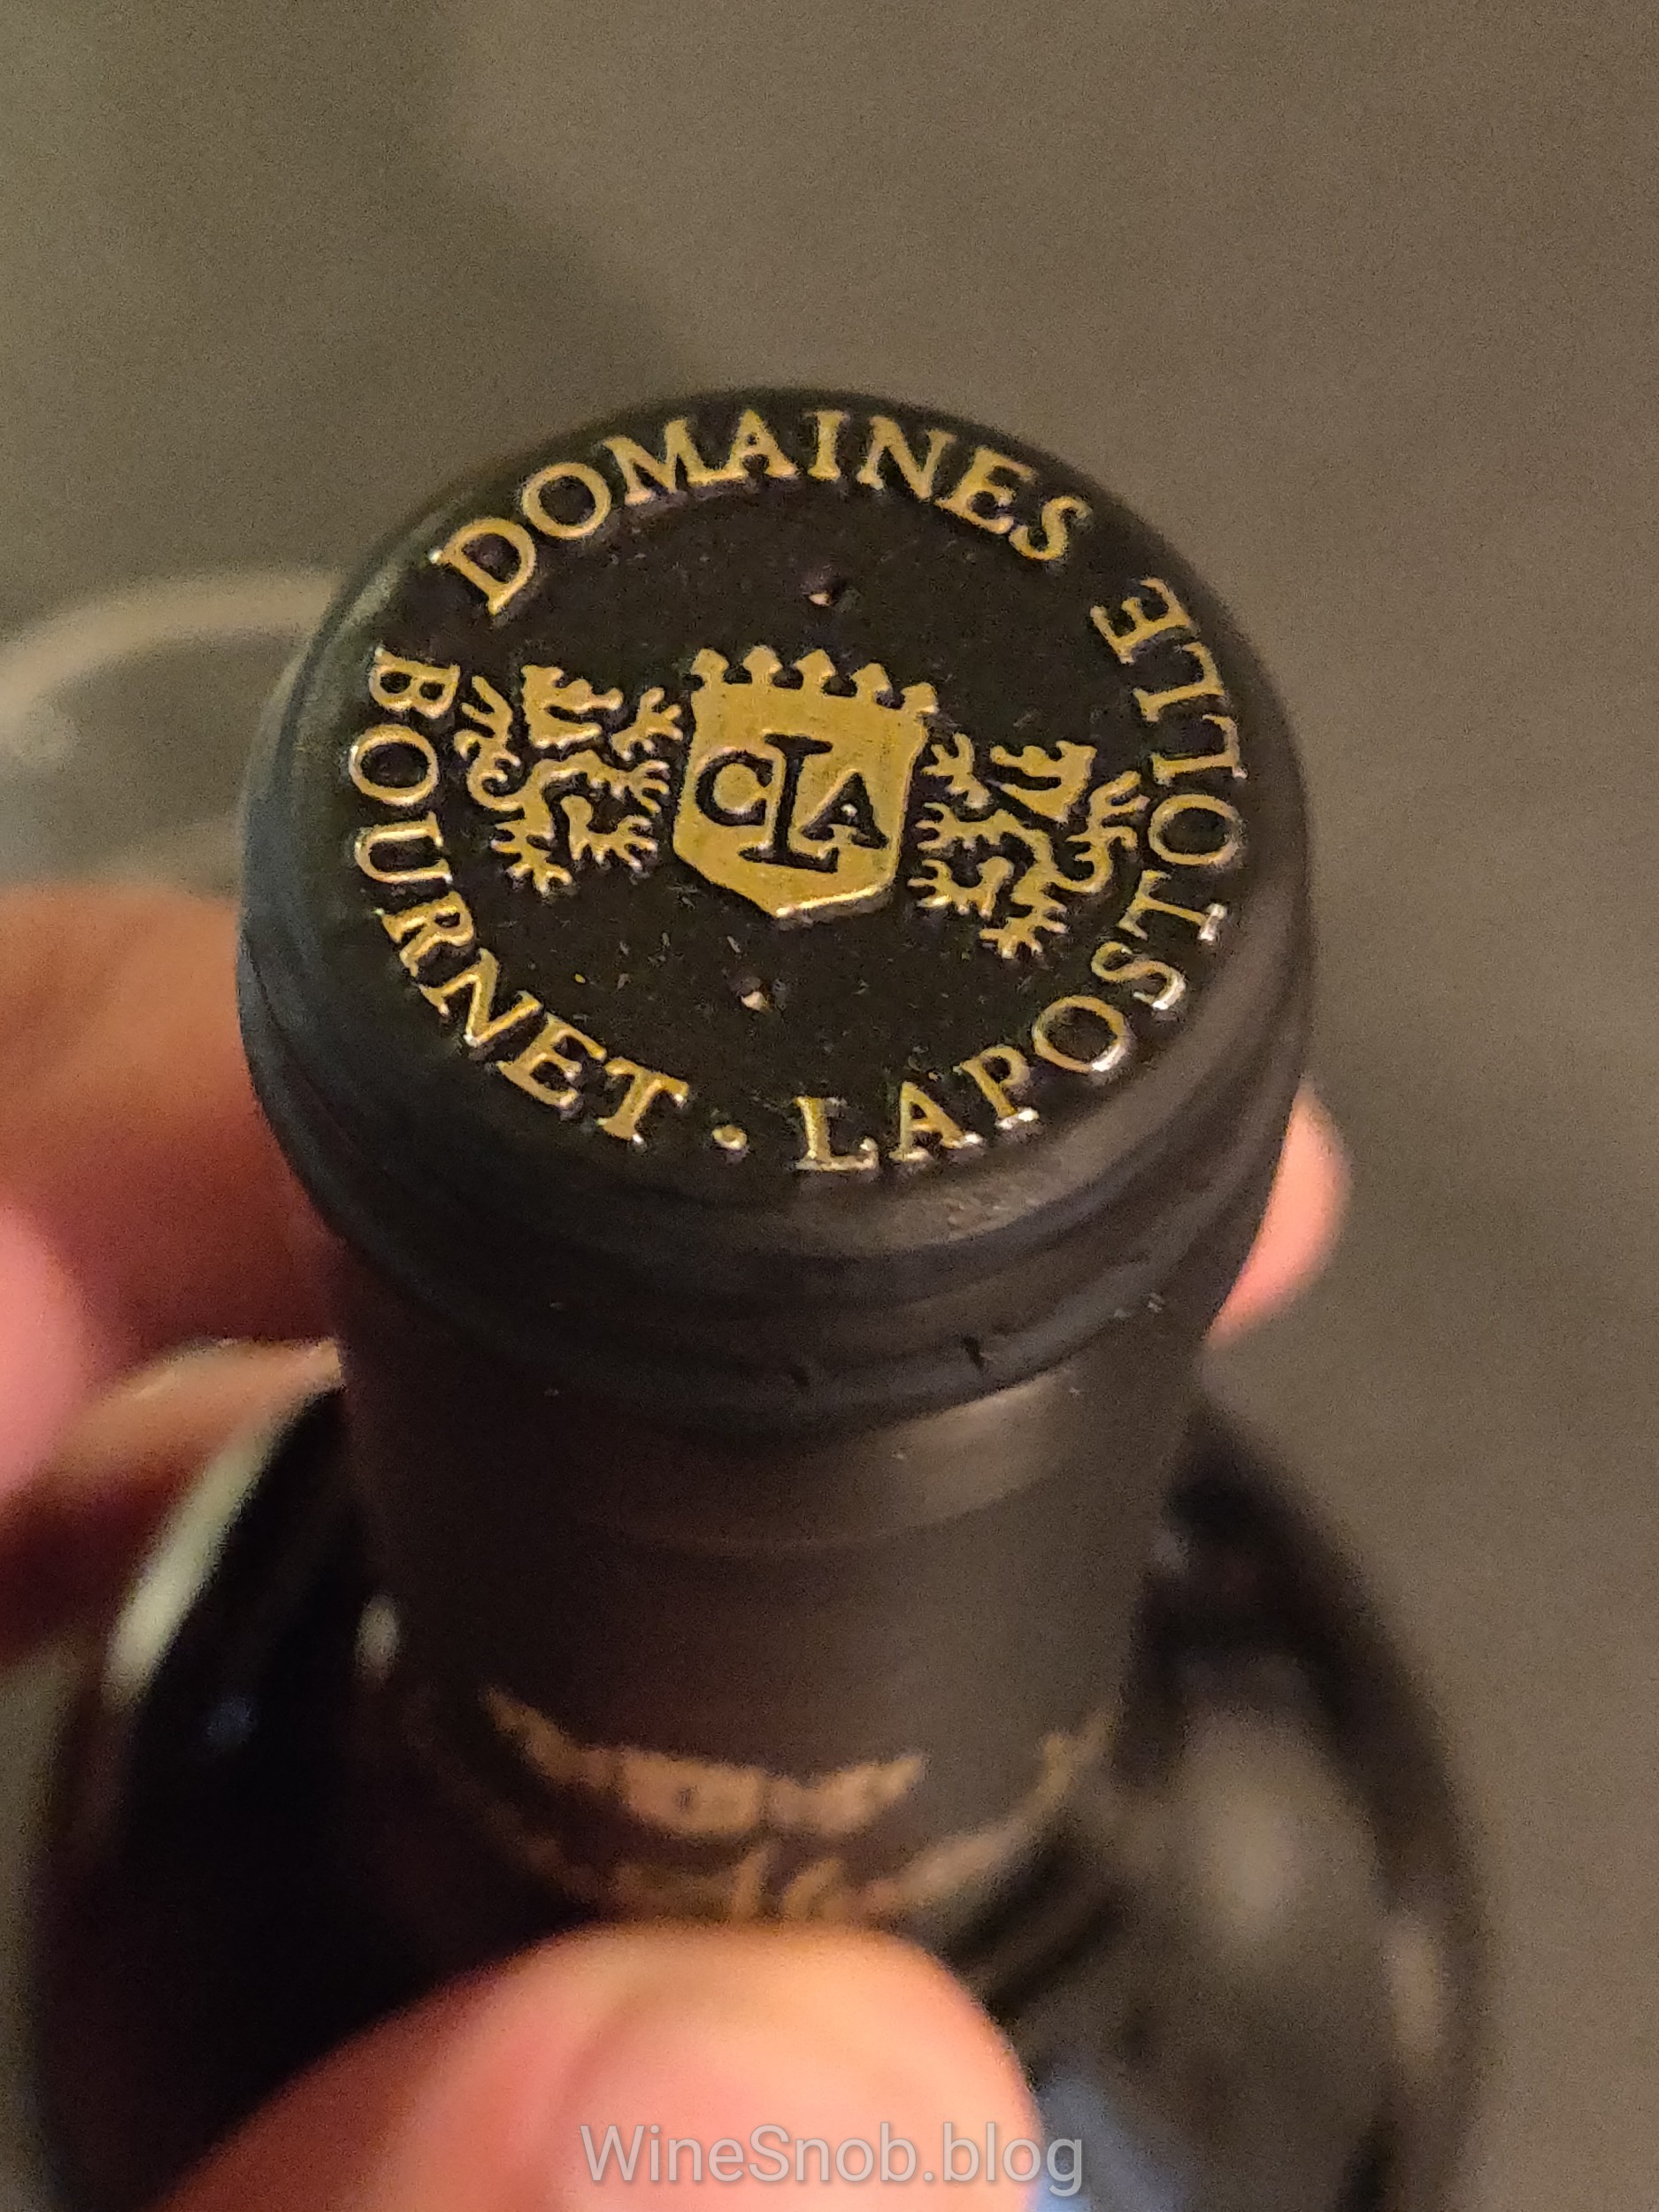 DOMAINES
BOURNET · LAPOSTOLLE
CLA
WineSnob.blog